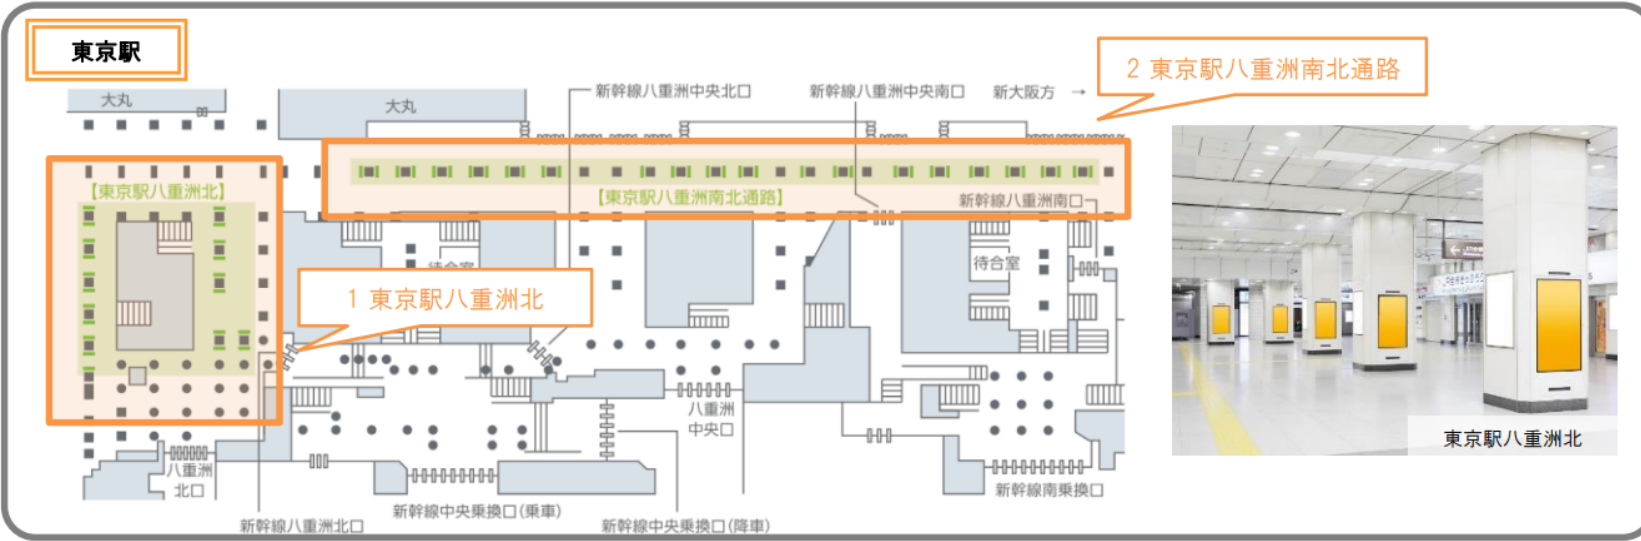 東京駅
2 東京駅八重洲南北通路
大丸
大丸
新幹線八重洲中央北口
新幹線八重洲中央南口
新大阪方 →
【東京駅八重洲北】
【東京駅八重洲南北通路】
新幹線八重洲南口
待合室
待合室
1 東京駅八重洲北
八重洲
中央口
八重洲
北口
新幹線八重洲北口
新幹線中央乗換口(乗車)
新幹線中央乗換口(降車)
新幹線南乗換口
東京駅八重洲北